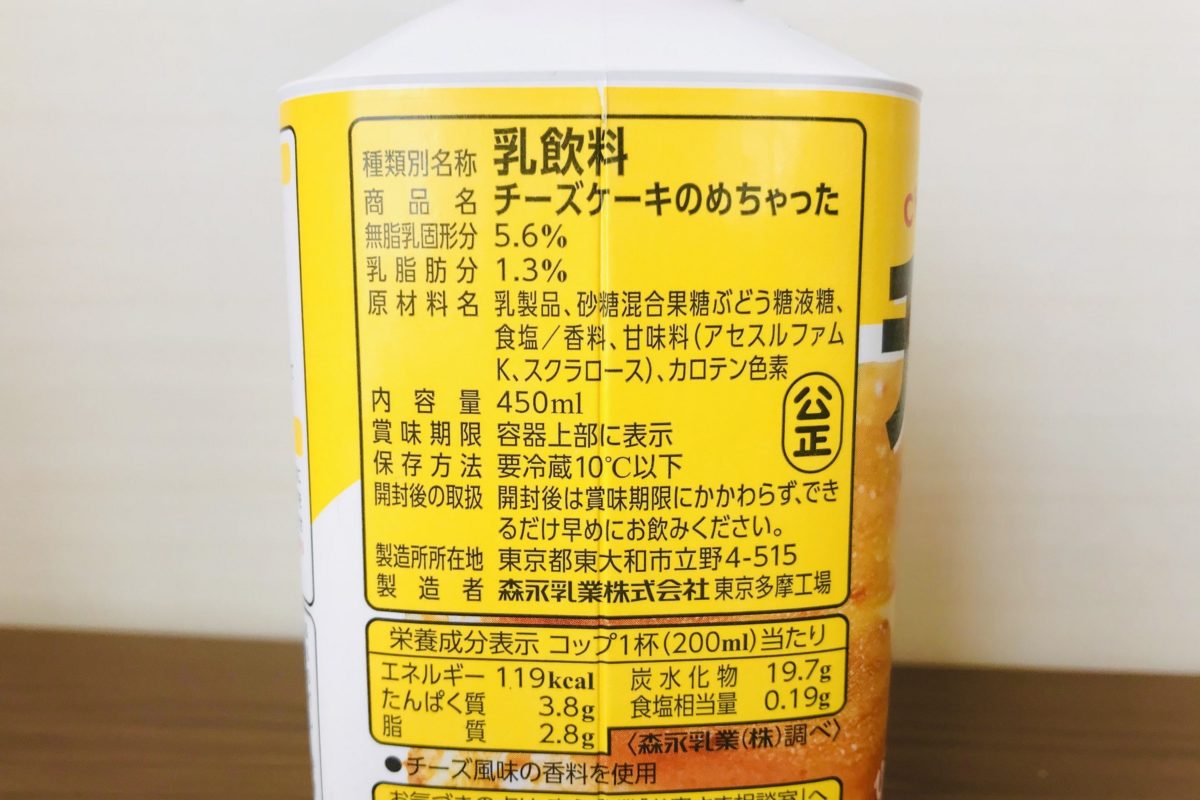 種類別名称 乳飲料
商品名 チーズケーキのめちゃった
無脂乳固形分 5.6%
乳脂肪分 1.3%
原材料名 乳製品、砂糖混合果糖ぶどう糖液糖、
食塩／香料、甘味料(アセスルファム
K、スクラロース)、カロテン色素
内容量 450ml
公正
賞味期限 容器上部に表示
保存方法 要冷蔵10℃以下
開封後の取扱 開封後は賞味期限にかかわらず、でき
るだけ早めにお飲みください。
製造所所在地 東京都東大和市立野4-515
製造者 森永乳業株式会社 東京多摩工場
栄養成分表示 コップ1杯(200ml)当たり
エネルギー 119kcal 炭水化物 19.7g
たんぱく質 3.8g 食塩相当量 0.19g
脂質 2.8g 〈森永乳業(株)調べ〉
●チーズ風味の香料を使用